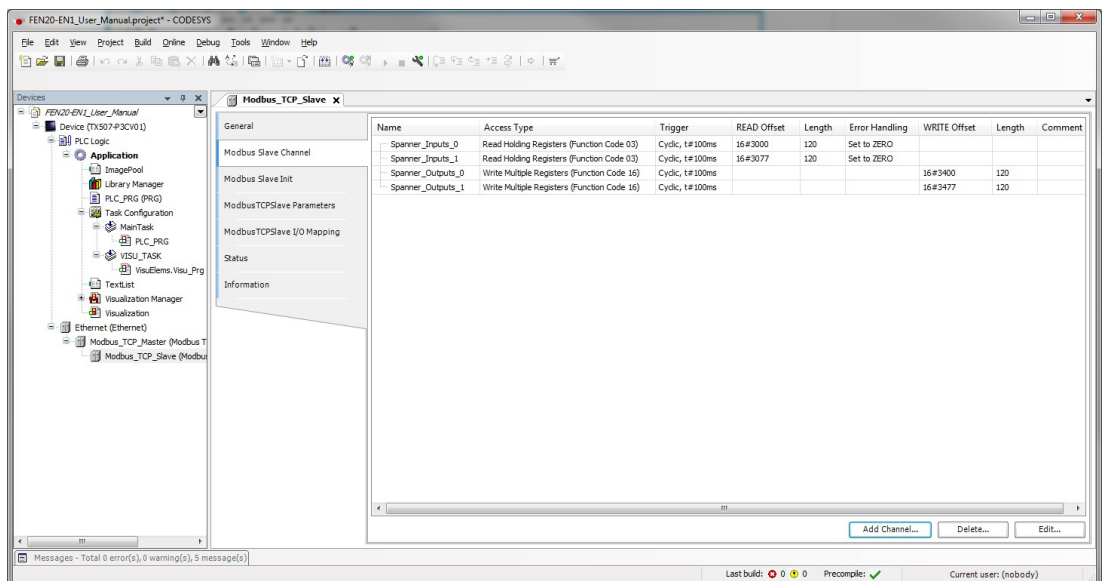 FEN20-EN1_User_Manual.project* - CODESYS
File Edit View Project Build Online Debug Tools Window Help
Devices
FEN20-EN1_User_Manual
Device (TX507-P3CV01)
PLC Logic
Application
ImagePool
Library Manager
PLC_PRG (PRG)
Task Configuration
MainTask
PLC_PRG
VISU_TASK
VisuElems.Visu_Prg
TextList
Visualization Manager
Visualization
Ethernet (Ethernet)
Modbus_TCP_Master (Modbus T
Modbus_TCP_Slave (Modbus
Modbus_TCP_Slave X
General
Modbus Slave Channel
Modbus Slave Init
ModbusTCPSlave Parameters
ModbusTCPSlave I/O Mapping
Status
Information
Name Access Type Trigger READ Offset Length Error Handling WRITE Offset Length Comment
Spanner_Inputs_0 Read Holding Registers (Function Code 03) Cyclic, t#100ms 16#3000 120 Set to ZERO
Spanner_Inputs_1 Read Holding Registers (Function Code 03) Cyclic, t#100ms 16#3077 120 Set to ZERO
Spanner_Outputs_0 Write Multiple Registers (Function Code 16) Cyclic, t#100ms 16#3400 120
Spanner_Outputs_1 Write Multiple Registers (Function Code 16) Cyclic, t#100ms 16#3477 120
Add Channel... Delete... Edit...
Messages - Total 0 error(s), 0 warning(s), 5 message(s)
Last build: 0 0 Precompile: Current user: (nobody)